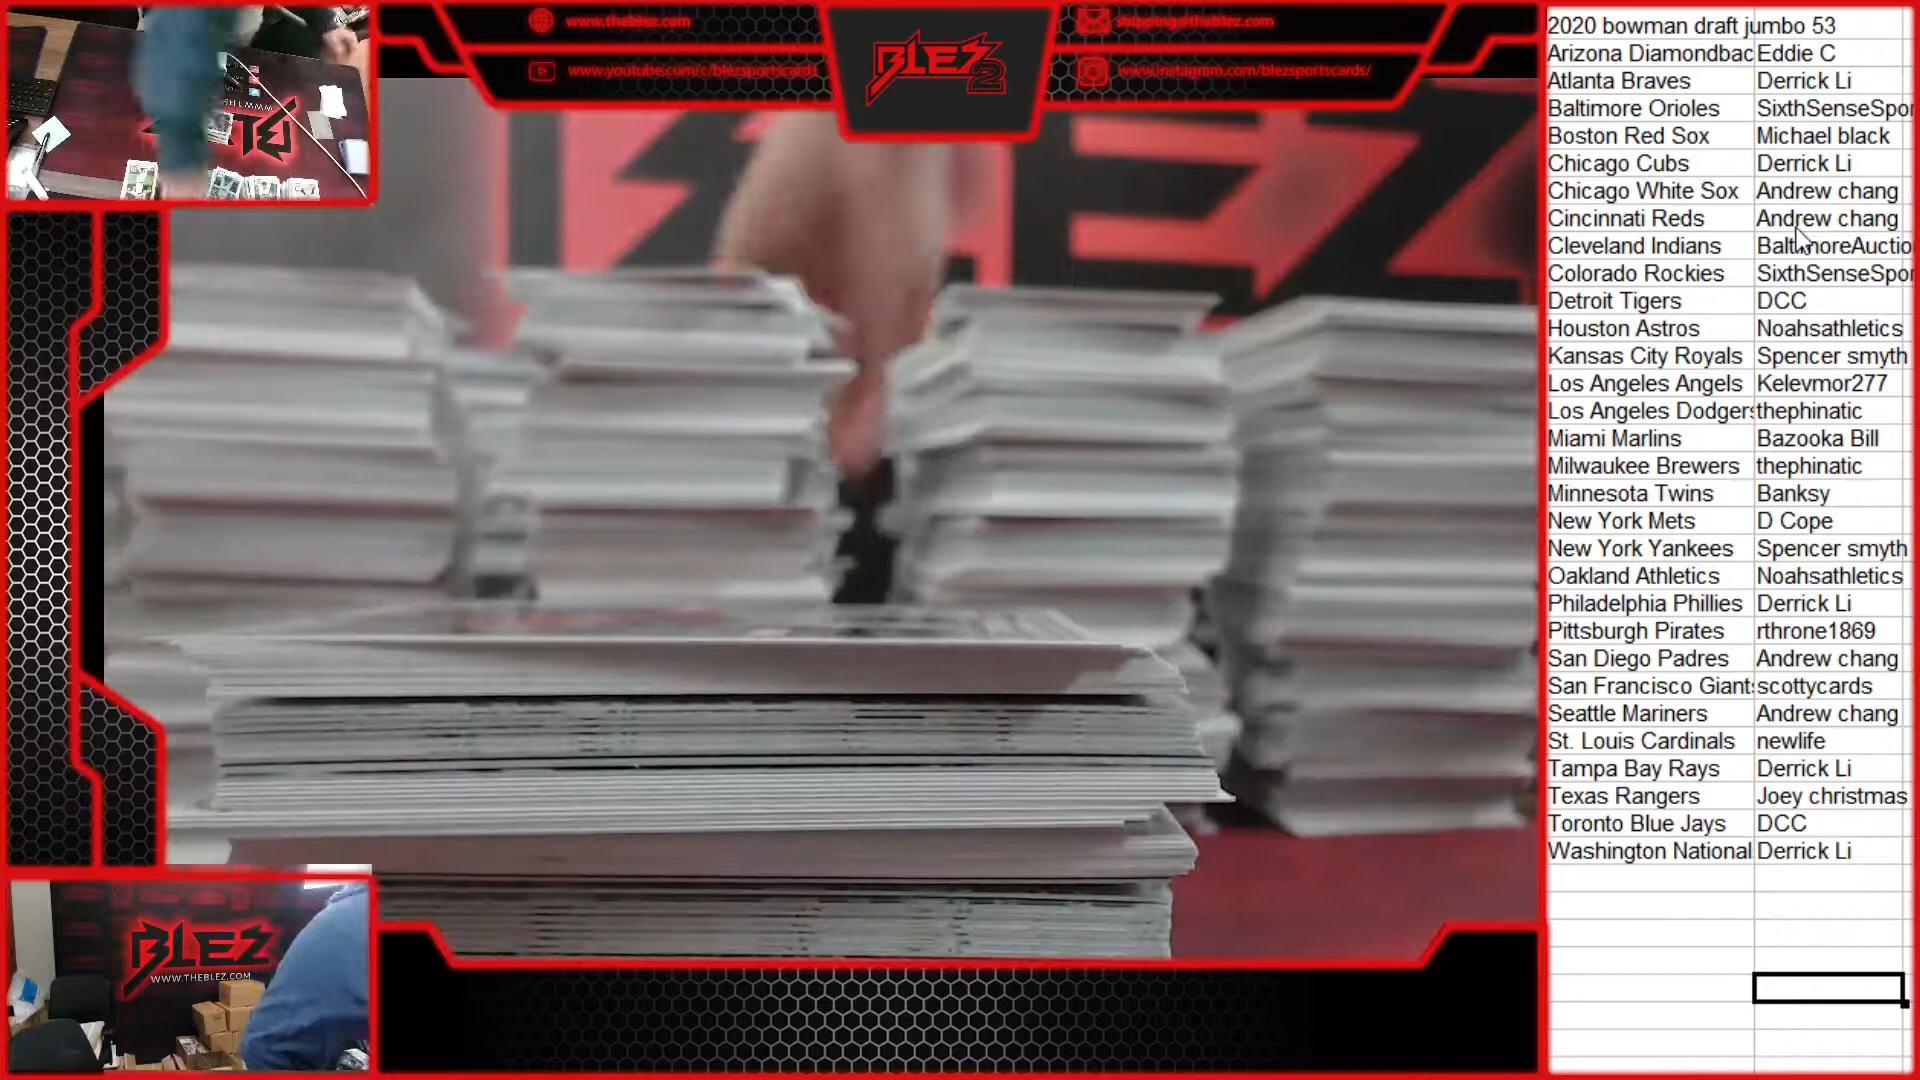 www.theblez.com
www.youtube.com/c/blezsportscards
BLEZ
2
shipping@theblez.com
www.instagram.com/blezsportscards/
2020 bowman draft jumbo 53
Arizona Diamondbac Eddie C
Atlanta Braves Derrick Li
Baltimore Orioles SixthSenseSpor
Boston Red Sox Michael black
Chicago Cubs Derrick Li
Chicago White Sox Andrew chang
Cincinnati Reds Andrew chang
Cleveland Indians BaltimoreAuctio
Colorado Rockies SixthSenseSpor
Detroit Tigers DCC
Houston Astros Noahsathletics
Kansas City Royals Spencer smyth
Los Angeles Angels Kelevmor277
Los Angeles Dodgers thephinatic
Miami Marlins Bazooka Bill
Milwaukee Brewers thephinatic
Minnesota Twins Banksy
New York Mets D Cope
New York Yankees Spencer smyth
Oakland Athletics Noahsathletics
Philadelphia Phillies Derrick Li
Pittsburgh Pirates rthrone1869
San Diego Padres Andrew chang
San Francisco Giants scottycards
Seattle Mariners Andrew chang
St. Louis Cardinals newlife
Tampa Bay Rays Derrick Li
Texas Rangers Joey christmas
Toronto Blue Jays DCC
Washington National Derrick Li
BLEZ
WWW.THEBLEZ.COM